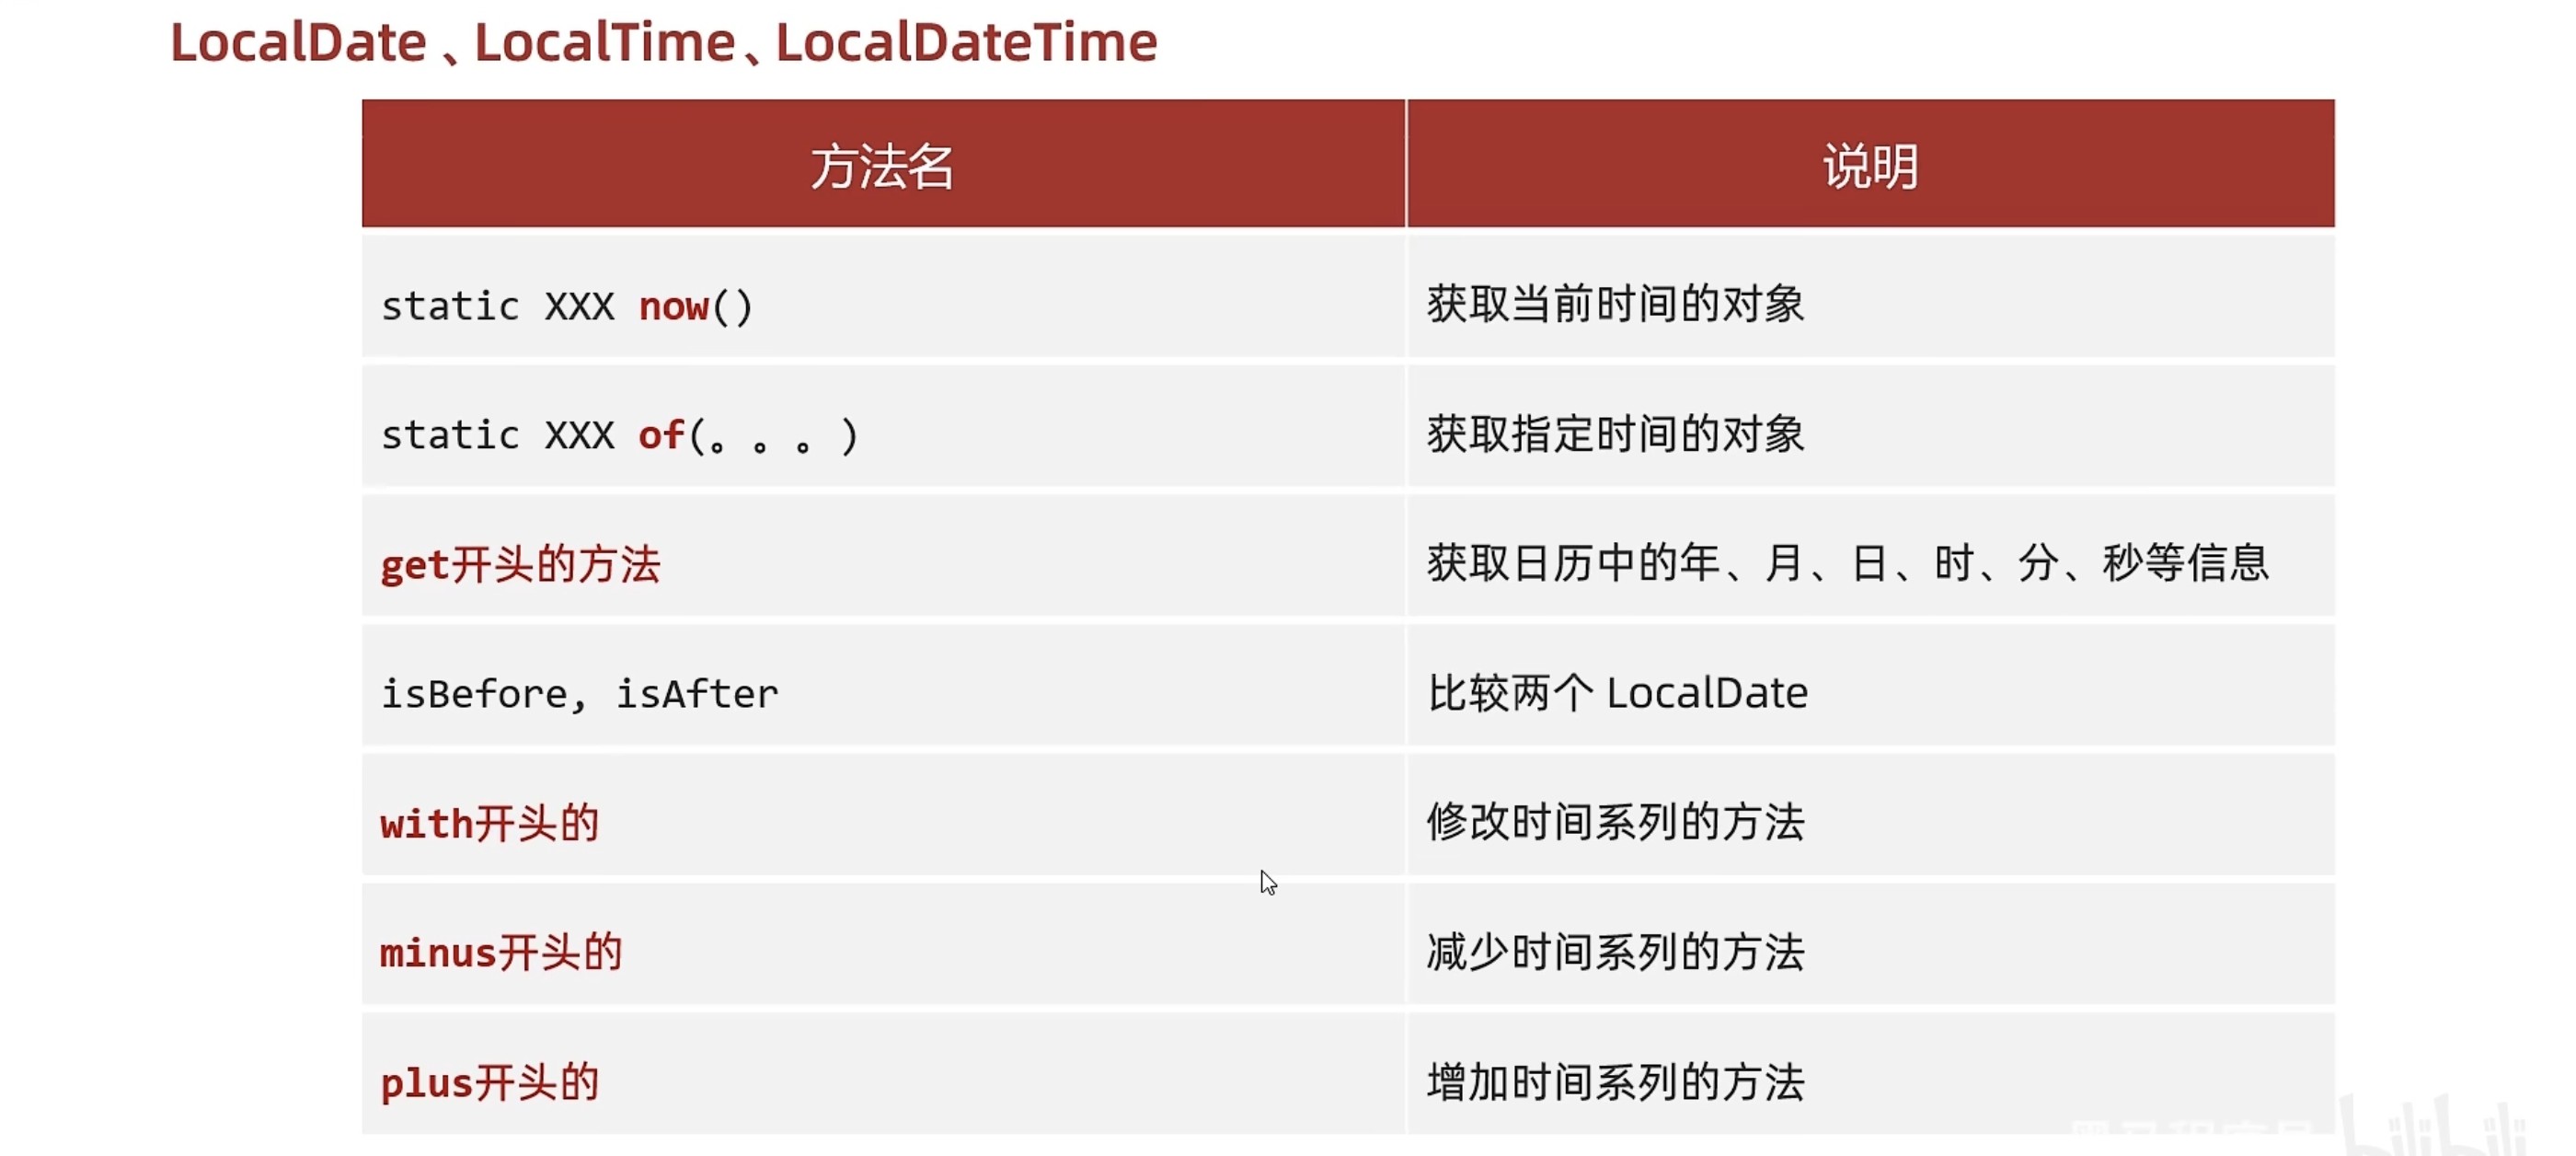 LocalDate 、LocalTime、LocalDateTime
方法名 说明
static XXX now() 获取当前时间的对象
static XXX of(。。。) 获取指定时间的对象
get开头的方法 获取日历中的年、月、日、时、分、秒等信息
isBefore, isAfter 比较两个 LocalDate
with开头的 修改时间系列的方法
minus开头的 减少时间系列的方法
plus开头的 增加时间系列的方法
bilibili